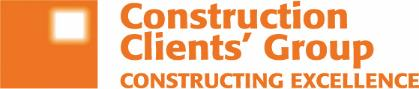 Construction
Clients’ Group
CONSTRUCTING EXCELLENCE